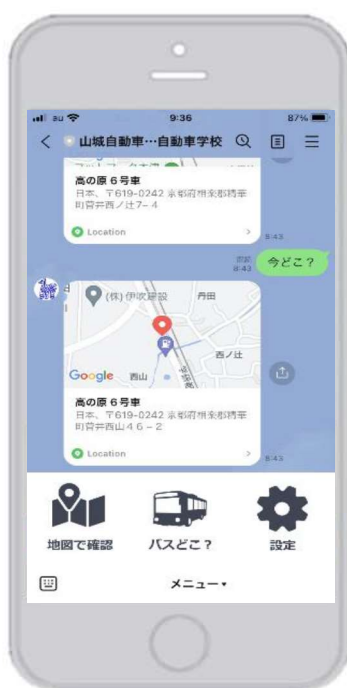 au
9:36
87%
山城自動車…自動車学校
高の原６号車
日本、〒619-0242 京都府相楽郡精華
町菅井西ノ辻7-4
Location
8:43
既読
8:43
今どこ？
(株)伊吹建設
丹田
西ノ辻
Google
西山
高の原６号車
日本、〒619-0242 京都府相楽郡精華
町菅井西山４６－２
Location
8:43
地図で確認
バスどこ？
設定
メニュー▾